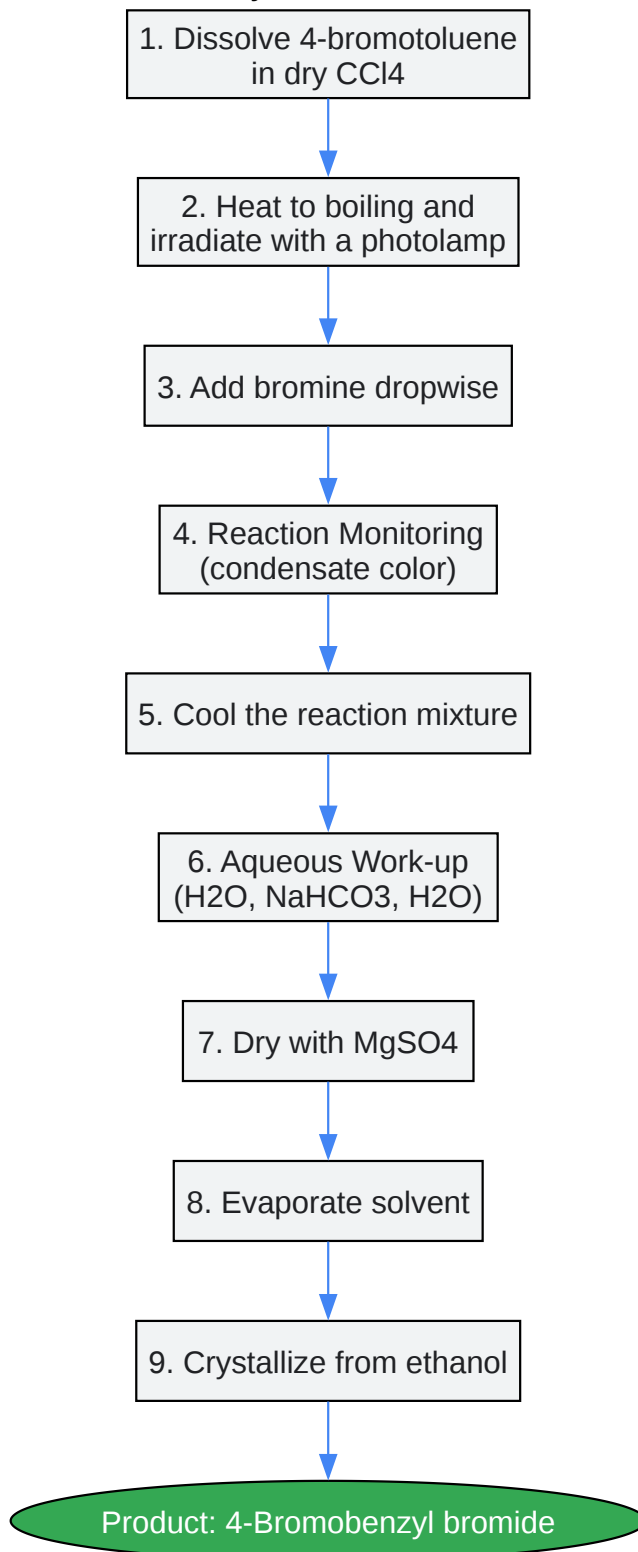 1. Dissolve 4-bromotoluene
in dry CCl4
2. Heat to boiling and
irradiate with a photolamp
3. Add bromine dropwise
4. Reaction Monitoring
(condensate color)
5. Cool the reaction mixture
6. Aqueous Work-up
(H2O, NaHCO3, H2O)
7. Dry with MgSO4
8. Evaporate solvent
9. Crystallize from ethanol
Product: 4-Bromobenzyl bromide